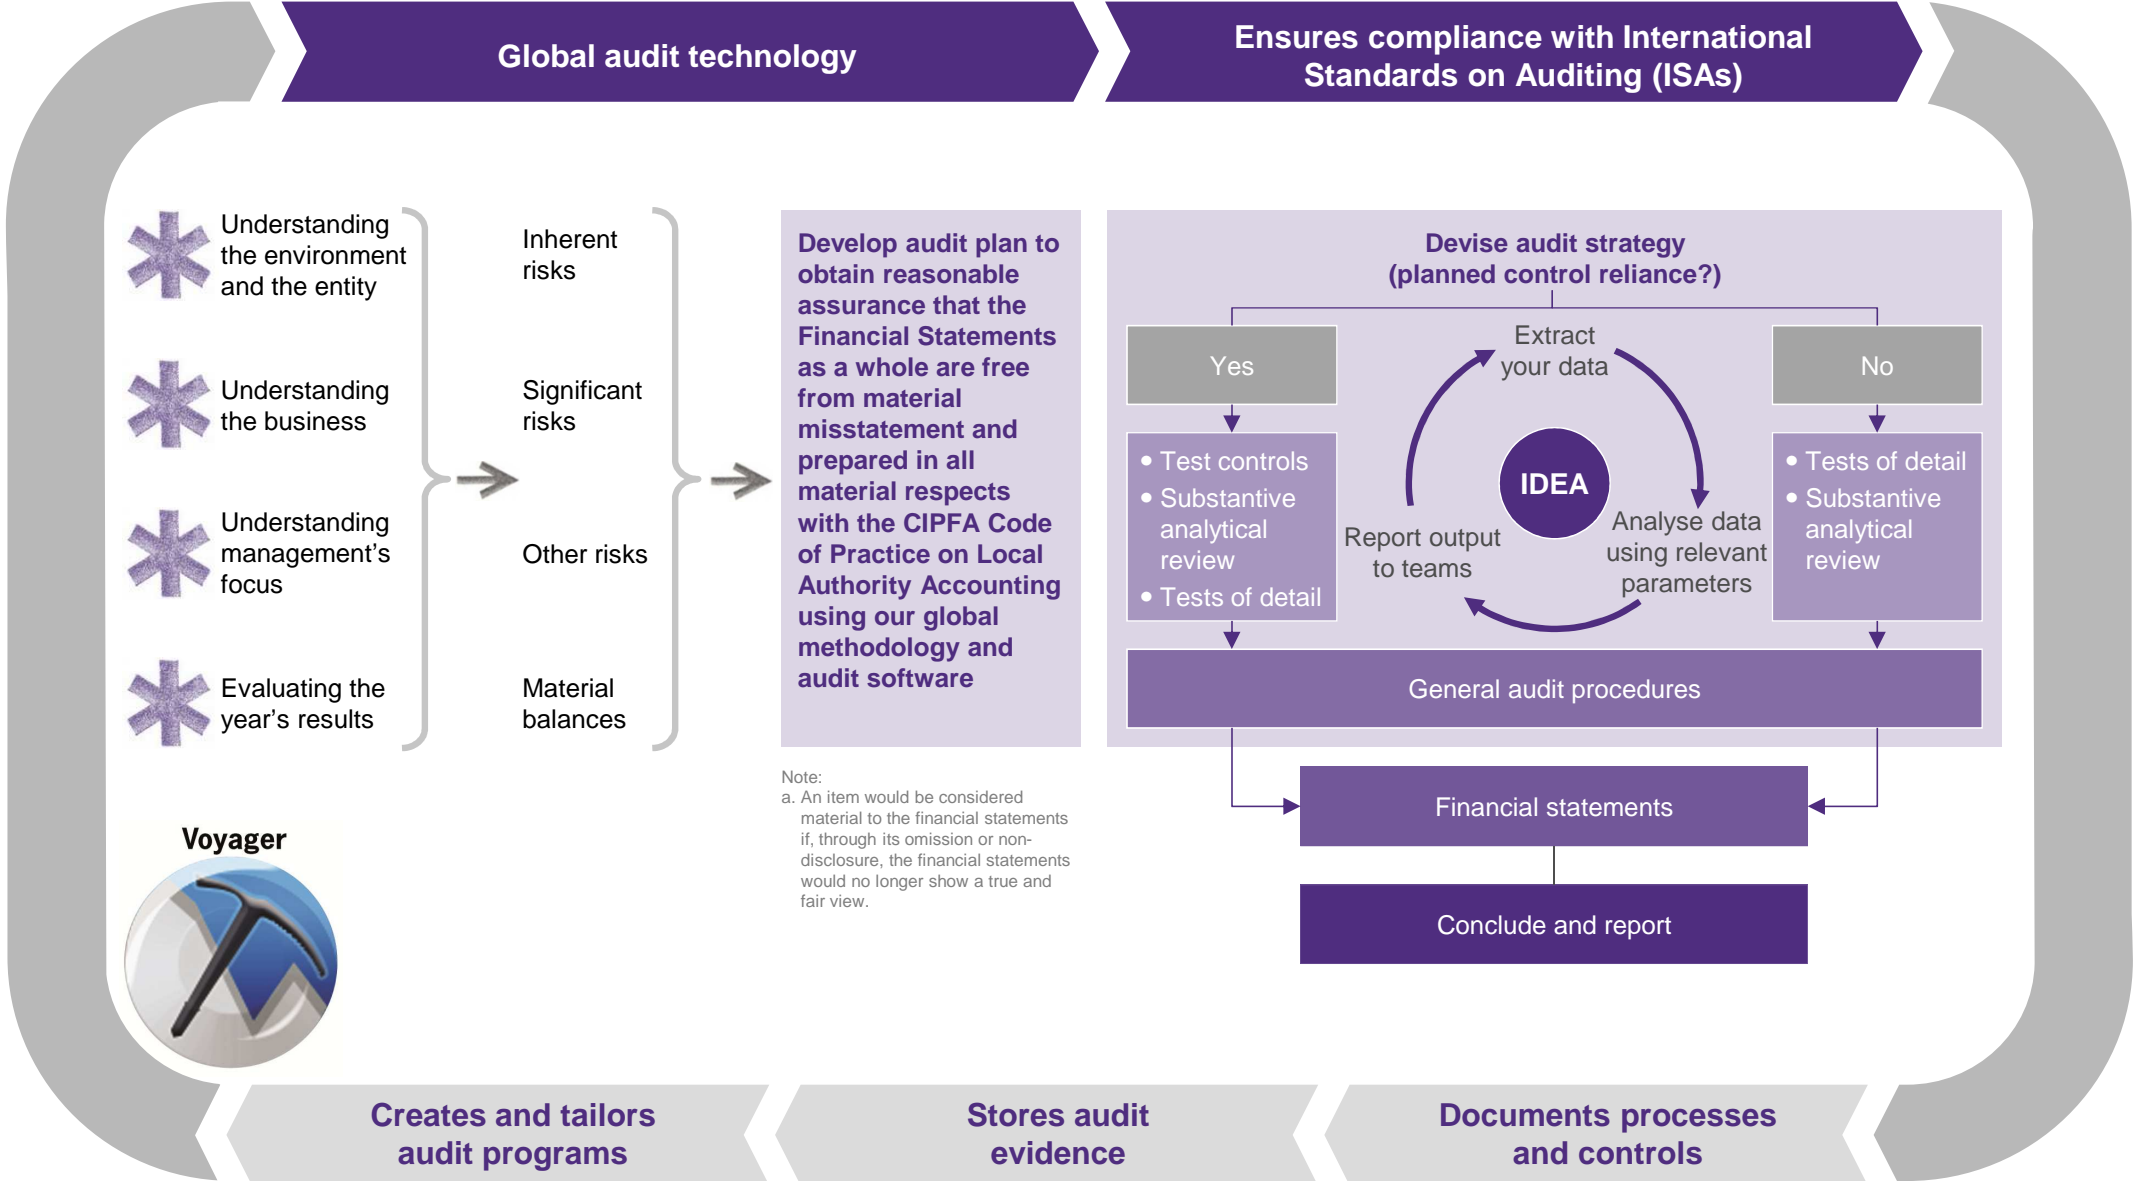 Global audit technology
Ensures compliance with International
Standards on Auditing (ISAs)
Understanding
the environment
and the entity
Understanding
the business
Understanding
management’s
focus
Evaluating the
year’s results
Inherent
risks
Significant
risks
Other risks
Material
balances
Develop audit plan to
obtain reasonable
assurance that the
Financial Statements
as a whole are free
from material
misstatement and
prepared in all
material respects
with the CIPFA Code
of Practice on Local
Authority Accounting
using our global
methodology and
audit software
Note:
a. An item would be considered
material to the financial statements
if, through its omission or non-
disclosure, the financial statements
would no longer show a true and
fair view.
Devise audit strategy
(planned control reliance?)
Yes
• Test controls
• Substantive
analytical
review
• Tests of detail
Extract
your data
IDEA
Analyse data
using relevant
parameters
Report output
to teams
No
• Tests of detail
• Substantive
analytical
review
General audit procedures
Financial statements
Conclude and report
Voyager
Creates and tailors
audit programs
Stores audit
evidence
Documents processes
and controls